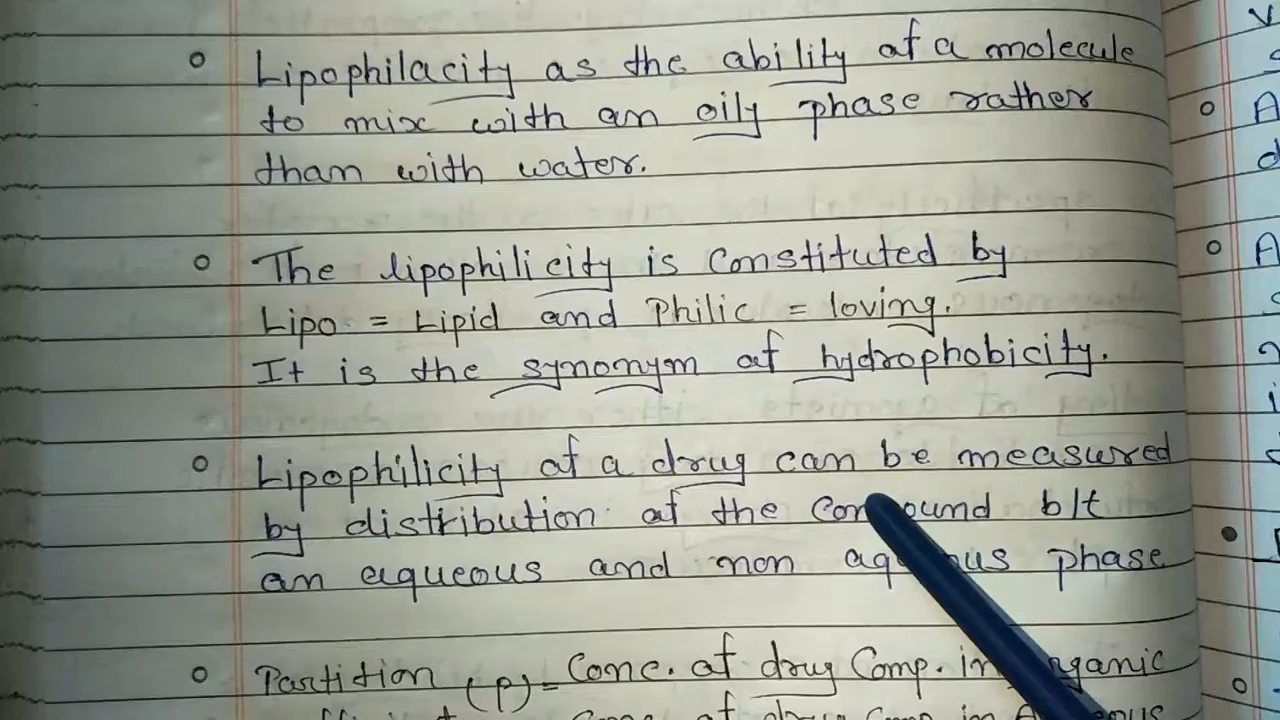 Lipophilacity as the ability of a molecule
to mix with an oily phase rather
than with water.
The lipophilicity is constituted by
Lipo = Lipid and Philic = loving.
It is the synonym of hydrophobicity.
Lipophilicity of a drug can be measured
by distribution of the b/t
an aqueous and non phase
Partition (P) = Conc. of drug Comp. in